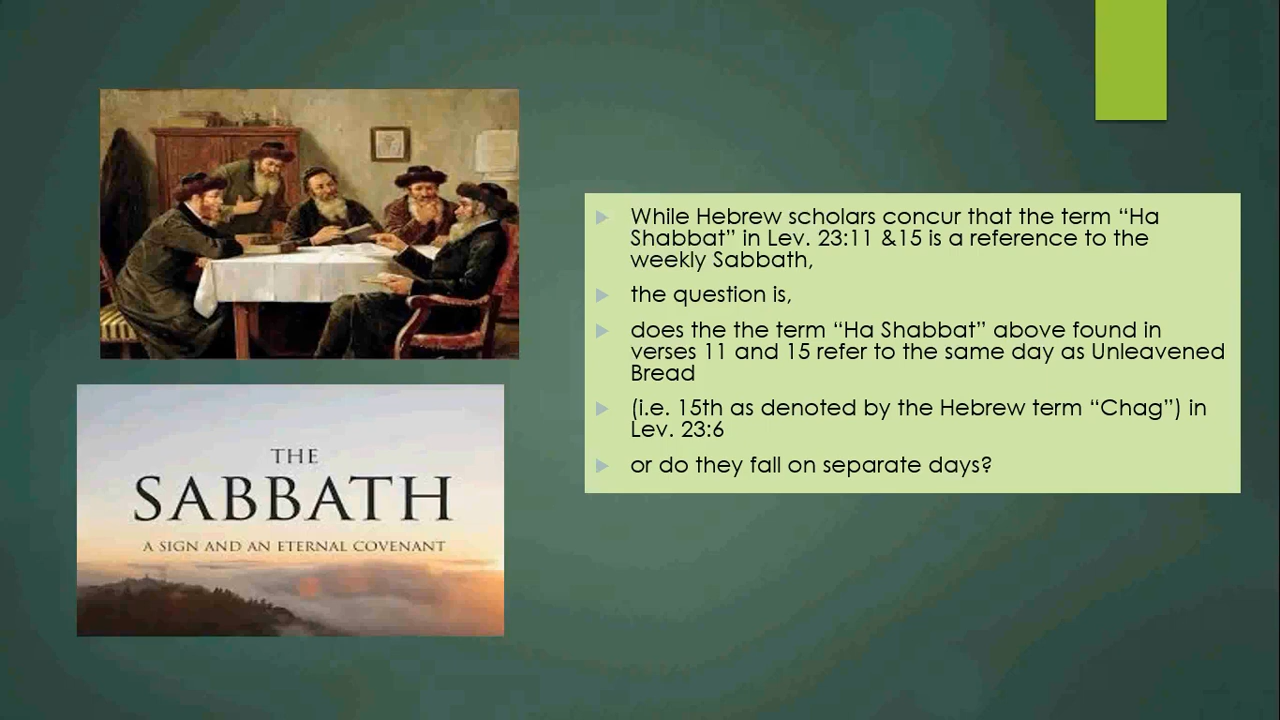 While Hebrew scholars concur that the term “Ha
Shabbat” in Lev. 23:11 &15 is a reference to the
weekly Sabbath,
the question is,
does the the term “Ha Shabbat” above found in
verses 11 and 15 refer to the same day as Unleavened
Bread
(i.e. 15th as denoted by the Hebrew term “Chag”) in
Lev. 23:6
or do they fall on separate days?
THE
SABBATH
A SIGN AND AN ETERNAL COVENANT